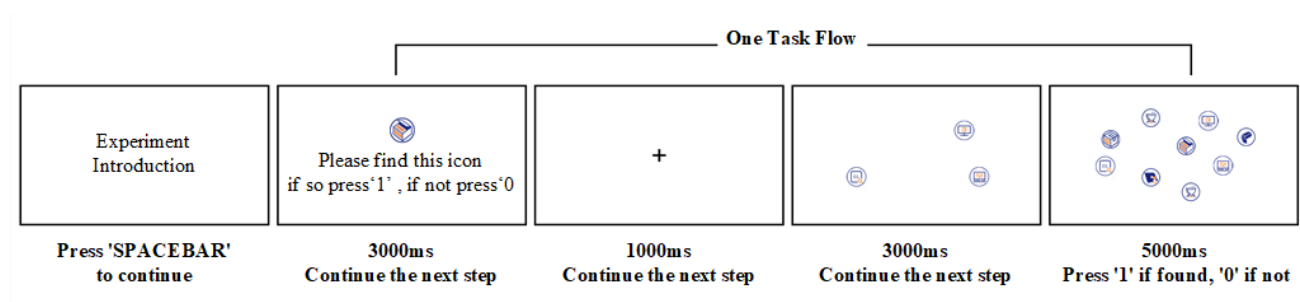 One Task Flow
Experiment
Introduction
Please find this icon
if so press‘1’ , if not press‘0
+
Press 'SPACEBAR'
to continue
3000ms
Continue the next step
1000ms
Continue the next step
3000ms
Continue the next step
5000ms
Press '1' if found, '0' if not